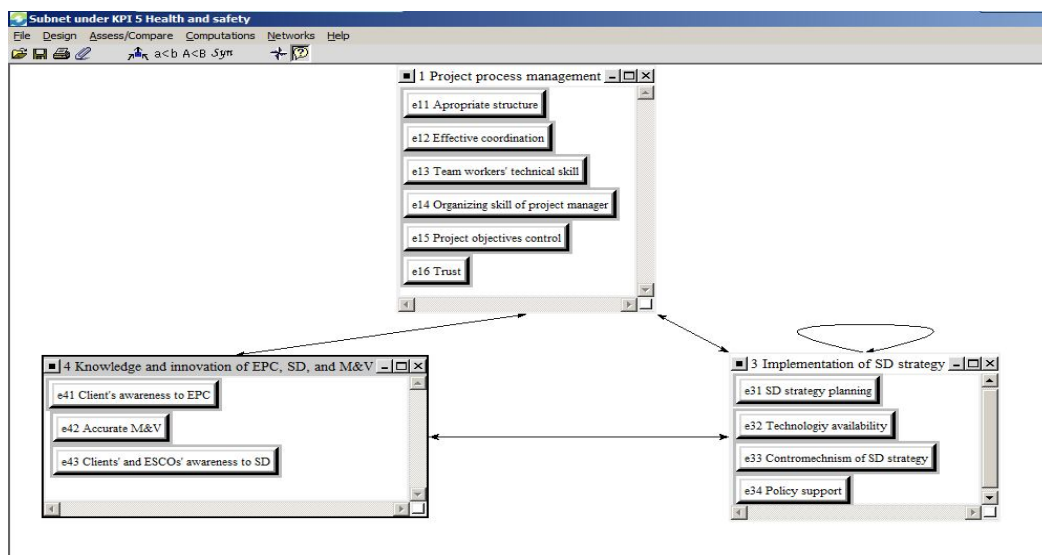 Subnet under KPI 5 Health and safety
File Design Assess/Compare Computations Networks Help
a<b A<B Syn
1 Project process management
e11 Apropriate structure
e12 Effective coordination
e13 Team workers' technical skill
e14 Organizing skill of project manager
e15 Project objectives control
e16 Trust
4 Knowledge and innovation of EPC, SD, and M&V
e41 Client's awareness to EPC
e42 Accurate M&V
e43 Clients' and ESCOs' awareness to SD
3 Implementation of SD strategy
e31 SD strategy planning
e32 Technologiy availability
e33 Contromechnism of SD strategy
e34 Policy support